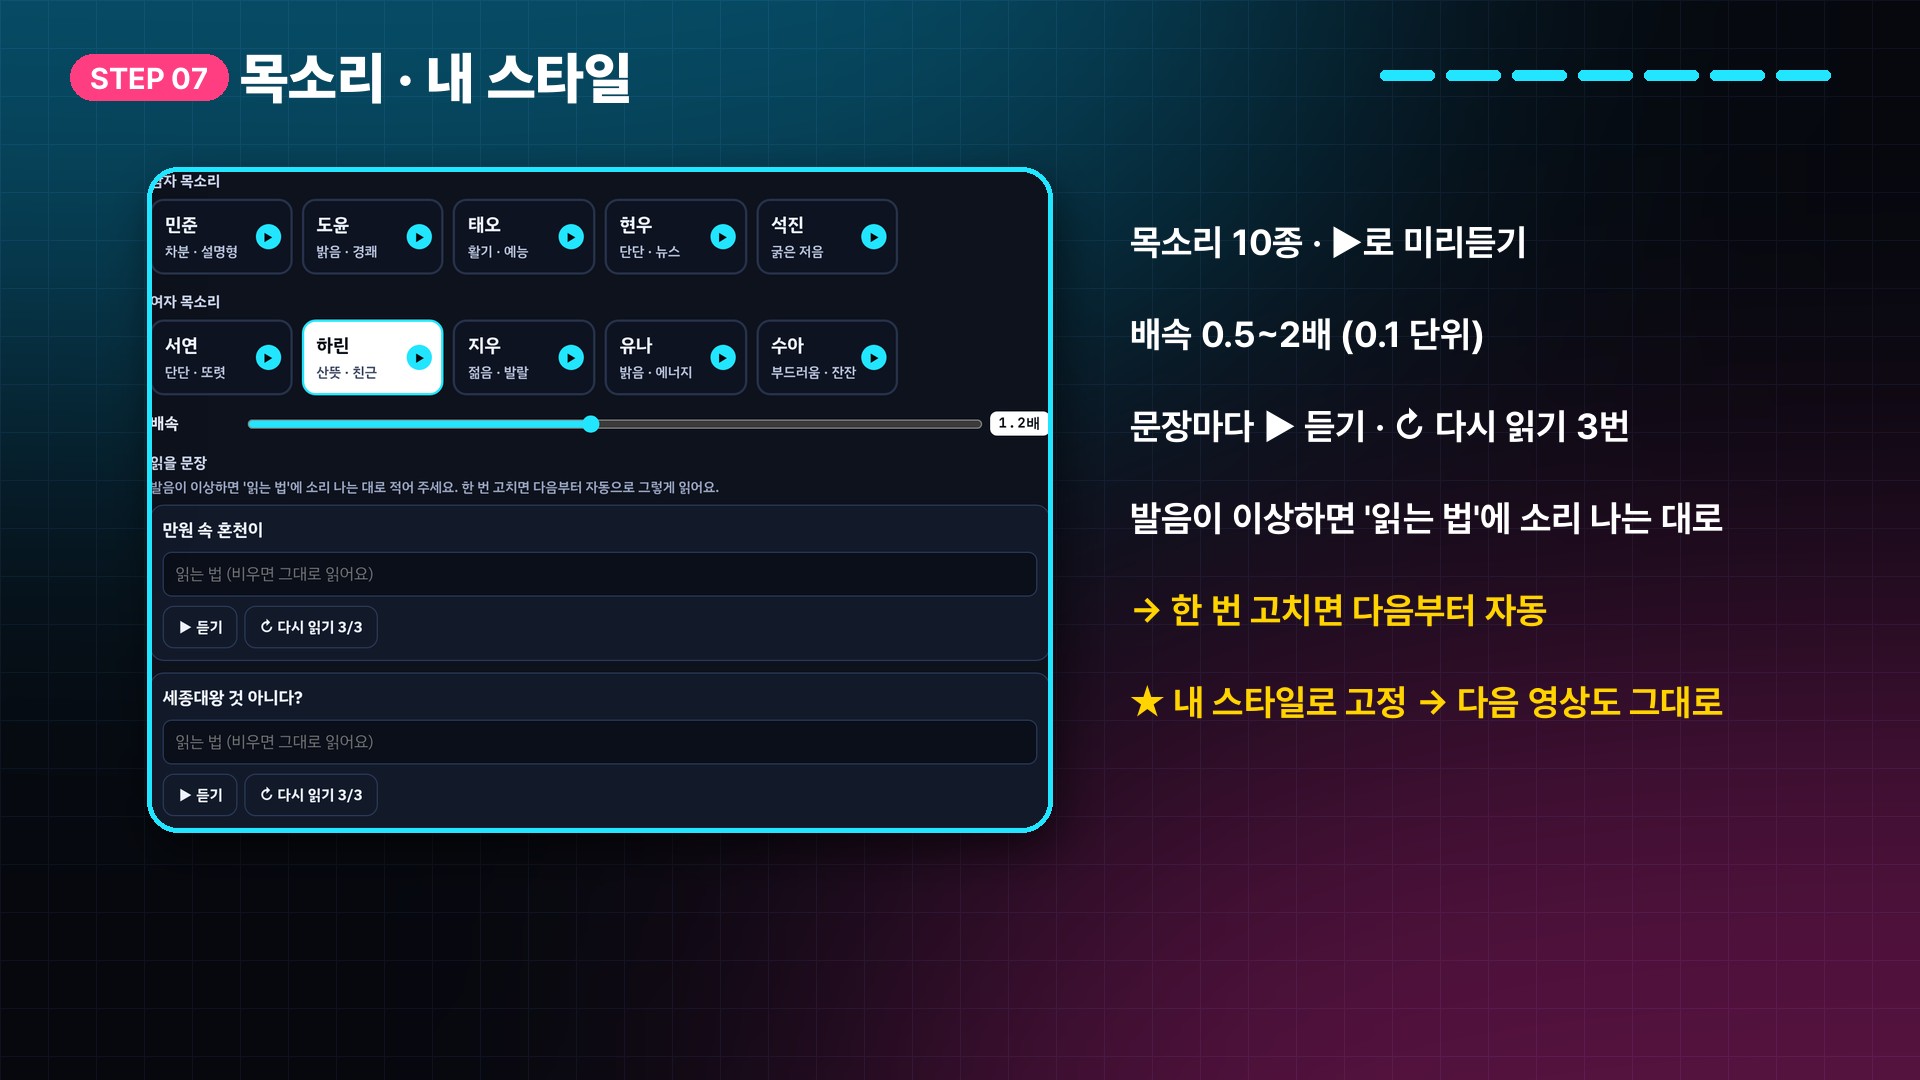 STEP 07 목소리 · 내 스타일
목소리
민준
차분 · 설명형
도윤
밝음 · 경쾌
태오
활기 · 예능
현우
단단 · 뉴스
석진
굵은 저음
여자 목소리
서연
단단 · 또렷
하린
산뜻 · 친근
지우
젊음 · 발랄
유나
밝음 · 에너지
수아
부드러움 · 잔잔
배속
1.2배
읽을 문장
발음이 이상하면 '읽는 법'에 소리 나는 대로 적어 주세요. 한 번 고치면 다음부터 자동으로 그렇게 읽어요.
만원 속 혼천이
읽는 법 (비우면 그대로 읽어요)
▶ 듣기
↻ 다시 읽기 3/3
세종대왕 것 아니다?
읽는 법 (비우면 그대로 읽어요)
▶ 듣기
↻ 다시 읽기 3/3
목소리 10종 · ▶로 미리듣기
배속 0.5~2배 (0.1 단위)
문장마다 ▶ 듣기 · ↻ 다시 읽기 3번
발음이 이상하면 '읽는 법'에 소리 나는 대로
→ 한 번 고치면 다음부터 자동
★ 내 스타일로 고정 → 다음 영상도 그대로